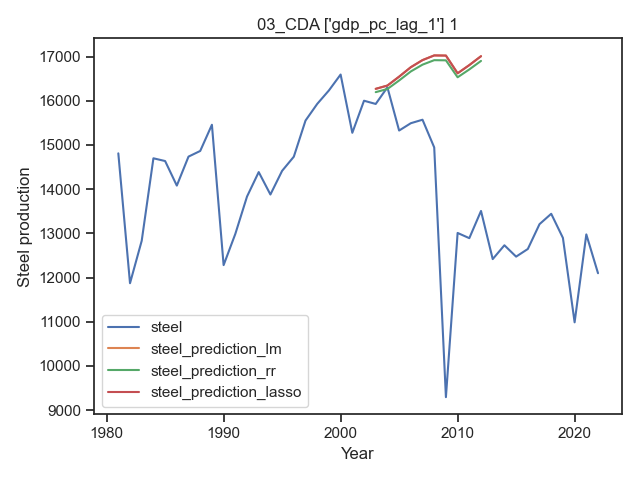 03_CDA ['gdp_pc_lag_1'] 1
17000
16000
15000
14000
13000
12000
11000
10000
9000
Steel production
steel
steel_prediction_lm
steel_prediction_rr
steel_prediction_lasso
1980
1990
2000
2010
2020
Year